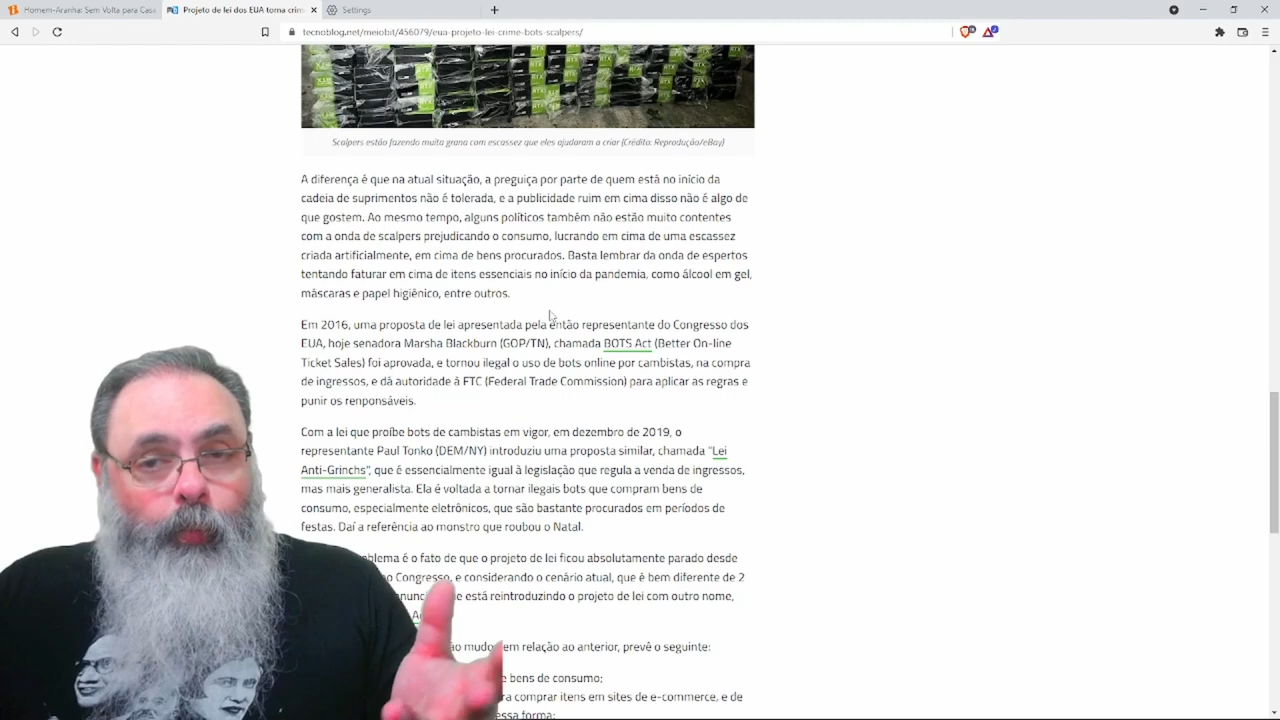 Homem-Aranha: Sem Volta para Casa
Projeto de lei dos EUA torna crim
Settings
tecnoblog.net/meiobit/456079/eua-projeto-lei-crime-bots-scalpers/
Scalpers estão fazendo muita grana com escassez que eles ajudaram a criar (Crédito: Reprodução/eBay)
A diferença é que na atual situação, a preguiça por parte de quem está no início da
cadeia de suprimentos não é tolerada, e a publicidade ruim em cima disso não é algo de
que gostem. Ao mesmo tempo, alguns políticos também não estão muito contentes
com a onda de scalpers prejudicando o consumo, lucrando em cima de uma escassez
criada artificialmente, em cima de bens procurados. Basta lembrar da onda de espertos
tentando faturar em cima de itens essenciais no início da pandemia, como álcool em gel,
máscaras e papel higiênico, entre outros.
Em 2016, uma proposta de lei apresentada pela então representante do Congresso dos
EUA, hoje senadora Marsha Blackburn (GOP/TN), chamada BOTS Act (Better On-line
Ticket Sales) foi aprovada, e tornou ilegal o uso de bots online por cambistas, na compra
de ingressos, e dá autoridade à FTC (Federal Trade Commission) para aplicar as regras e
punir os renponsáveis.
Com a lei que proíbe bots de cambistas em vigor, em dezembro de 2019, o
representante Paul Tonko (DEM/NY) introduziu uma proposta similar, chamada "Lei
Anti-Grinchs", que é essencialmente igual à legislação que regula a venda de ingressos,
mas mais generalista. Ela é voltada a tornar ilegais bots que compram bens de
consumo, especialmente eletrônicos, que são bastante procurados em períodos de
festas. Daí a referência ao monstro que roubou o Natal.
é o fato de que o projeto de lei ficou absolutamente parado desde
Congresso, e considerando o cenário atual, que é bem diferente de 2
está reintroduzindo o projeto de lei com outro nome,
em relação ao anterior, prevê o seguinte:
bens de consumo;
comprar itens em sites de e-commerce, e de
forma: